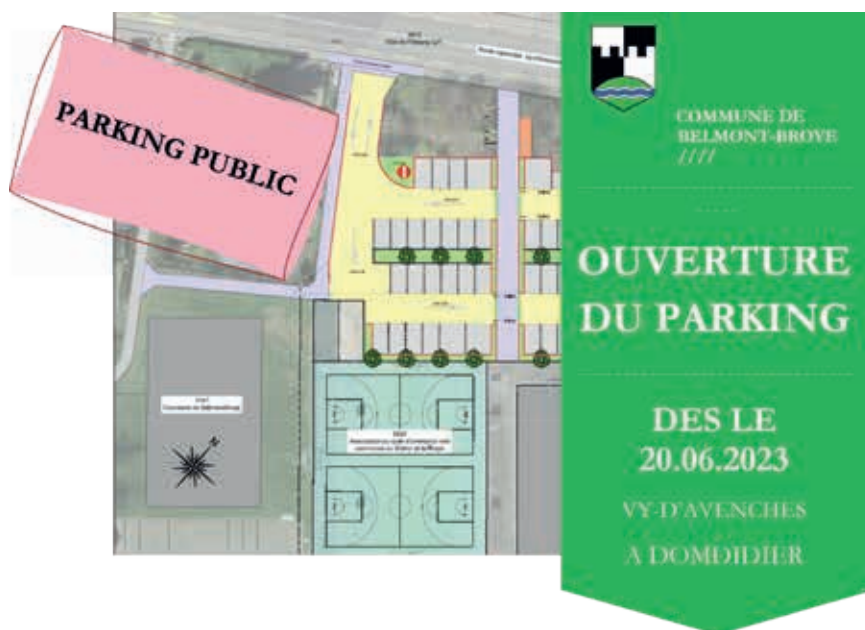 PARKING PUBLIC
COMMUNE DE
BELMONT-BROYE
////
OUVERTURE
DU PARKING
DES LE
20.06.2023
VY-D'AVENCHES
A DOMDIDIER